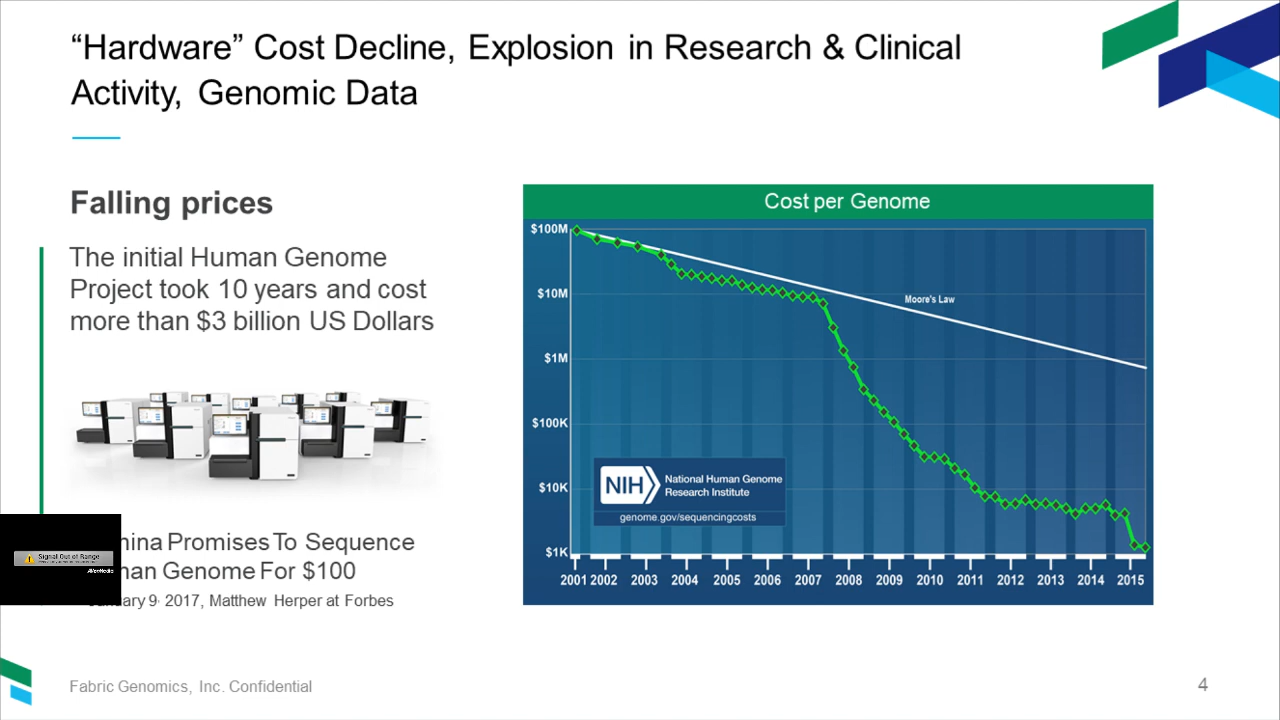 “Hardware” Cost Decline, Explosion in Research & Clinical
Activity, Genomic Data
Falling prices
The initial Human Genome
Project took 10 years and cost
more than $3 billion US Dollars
Signal Out of Range
AVerMedia
mina Promises To Sequence
man Genome For $100
January 9, 2017, Matthew Herper at Forbes
Cost per Genome
$100M
$10M
$1M
$100K
$10K
$1K
Moore's Law
NIH
National Human Genome
Research Institute
genome.gov/sequencingcosts
2001 2002 2003 2004 2005 2006 2007 2008 2009 2010 2011 2012 2013 2014 2015
Fabric Genomics, Inc. Confidential
4